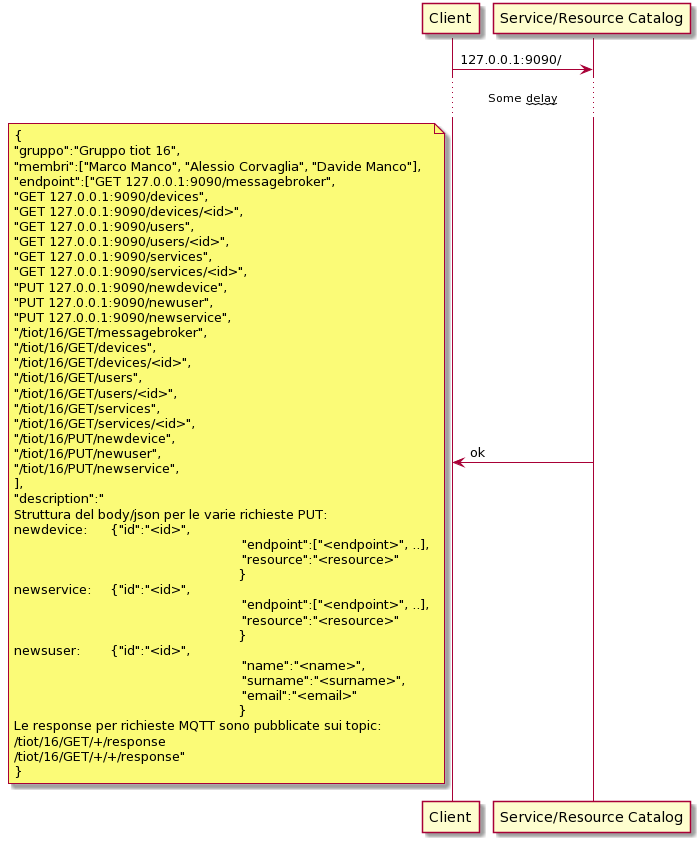 Client
Service/Resource Catalog
127.0.0.1:9090/
Some delay
{
"gruppo":"Gruppo tiot 16",
"membri":["Marco Manco", "Alessio Corvaglia", "Davide Manco"],
"endpoint":["GET 127.0.0.1:9090/messagebroker",
"GET 127.0.0.1:9090/devices",
"GET 127.0.0.1:9090/devices/<id>",
"GET 127.0.0.1:9090/users",
"GET 127.0.0.1:9090/users/<id>",
"GET 127.0.0.1:9090/services",
"GET 127.0.0.1:9090/services/<id>",
"PUT 127.0.0.1:9090/newdevice",
"PUT 127.0.0.1:9090/newuser",
"PUT 127.0.0.1:9090/newservice",
"/tiot/16/GET/messagebroker",
"/tiot/16/GET/devices",
"/tiot/16/GET/devices/<id>",
"/tiot/16/GET/users",
"/tiot/16/GET/users/<id>",
"/tiot/16/GET/services",
"/tiot/16/GET/services/<id>",
"/tiot/16/PUT/newdevice",
"/tiot/16/PUT/newuser",
"/tiot/16/PUT/newservice",
],
"description":"
Struttura del body/json per le varie richieste PUT:
newdevice: {"id":"<id>",
"endpoint":["<endpoint>", ..],
"resource":"<resource>"
}
newservice: {"id":"<id>",
"endpoint":["<endpoint>", ..],
"resource":"<resource>"
}
newsuser: {"id":"<id>",
"name":"<name>",
"surname":"<surname>",
"email":"<email>"
}
Le response per richieste MQTT sono pubblicate sui topic:
/tiot/16/GET/+/response
/tiot/16/GET/+/+/response"
}
ok
Client
Service/Resource Catalog